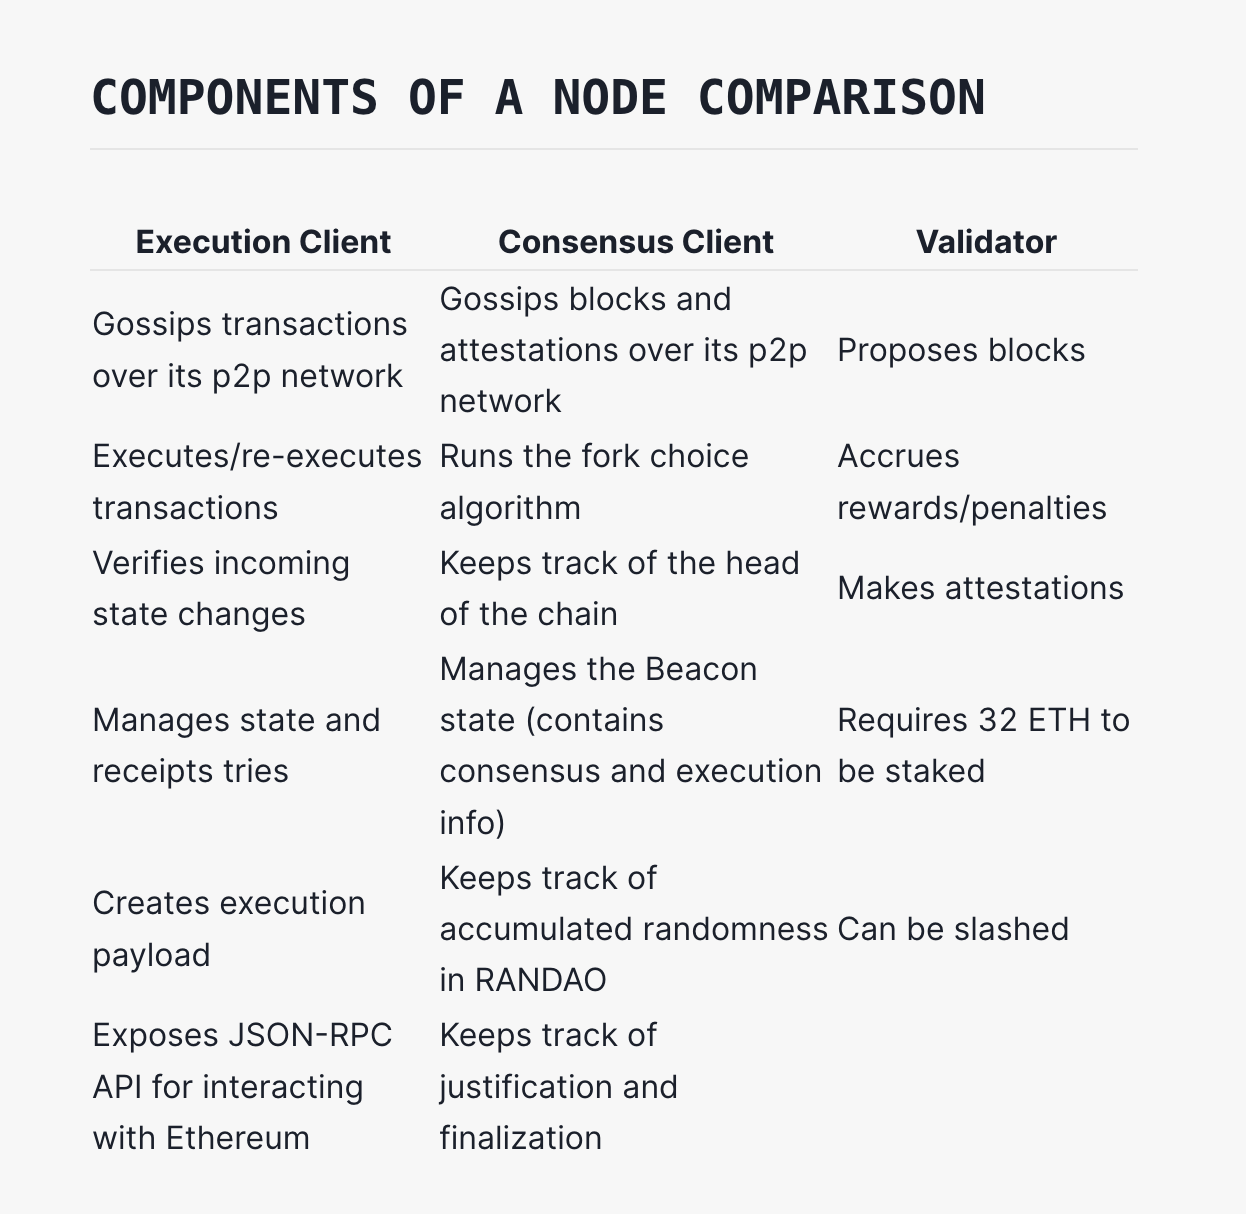 COMPONENTS OF A NODE COMPARISON
Execution Client
Consensus Client
Validator
Gossips transactions
over its p2p network
Gossips blocks and
attestations over its p2p
network
Proposes blocks
Executes/re-executes
transactions
Runs the fork choice
algorithm
Accrues
rewards/penalties
Verifies incoming
state changes
Keeps track of the head
of the chain
Makes attestations
Manages state and
receipts tries
Manages the Beacon
state (contains
consensus and execution
info)
Requires 32 ETH to
be staked
Creates execution
payload
Keeps track of
accumulated randomness
in RANDAO
Can be slashed
Exposes JSON-RPC
API for interacting
with Ethereum
Keeps track of
justification and
finalization